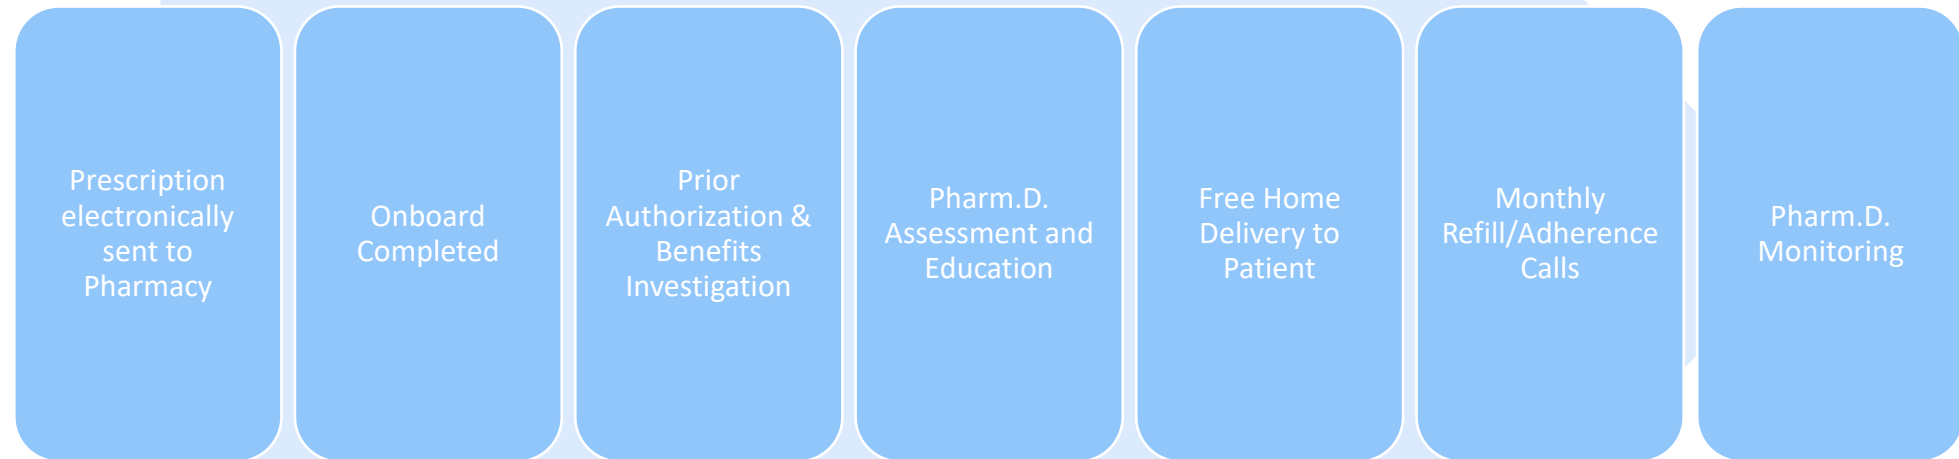 Prescription
electronically
sent to
Pharmacy
Onboard
Completed
Prior
Authorization &
Benefits
Investigation
Pharm.D.
Assessment and
Education
Free Home
Delivery to
Patient
Monthly
Refill/Adherence
Calls
Pharm.D.
Monitoring